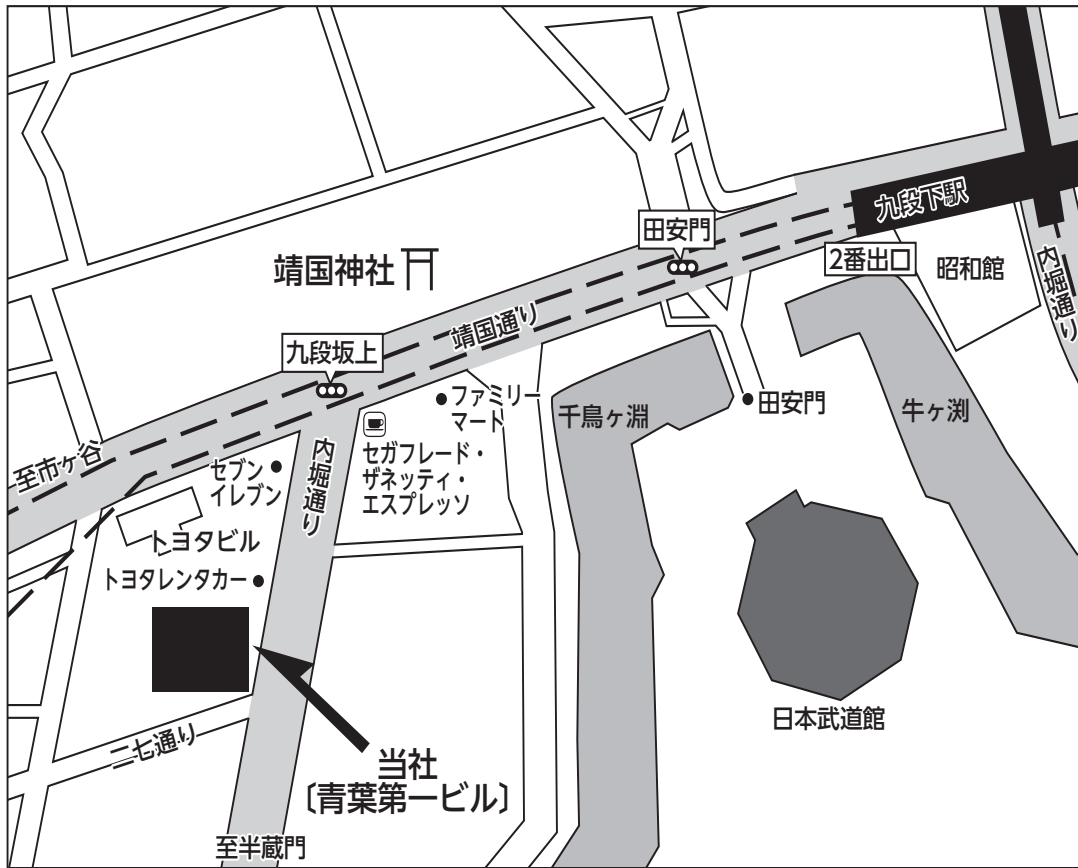 九段下駅
田安門
2番出口
昭和館
内堀通り
靖国神社
靖国通り
九段坂上
ファミリー
マート
千鳥ヶ淵
田安門
牛ヶ渕
至市ヶ谷
セブン
イレブン
内堀通り
セガフレード・
ザネッティ・
エスプレッソ
トヨタビル
トヨタレンタカー
日本武道館
二七通り
当社
〔青葉第一ビル〕
至半蔵門